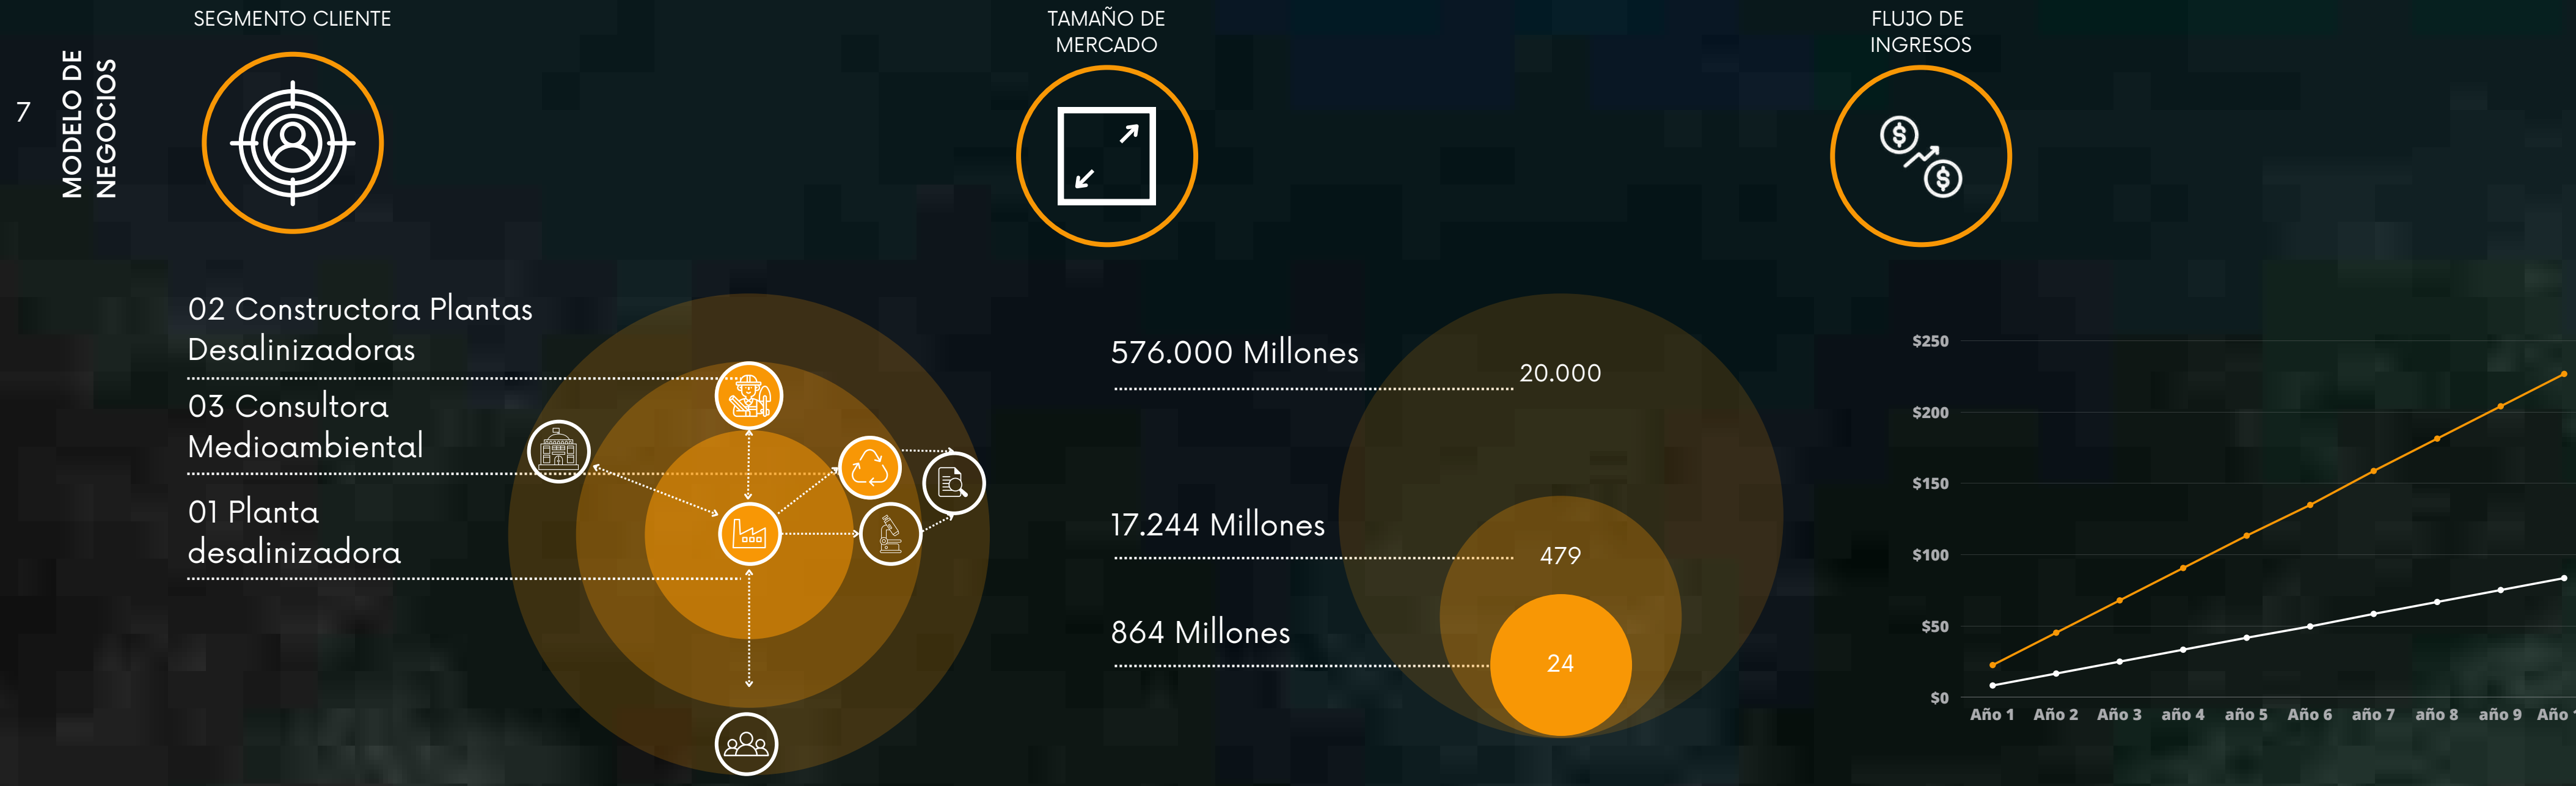 7
MODELO DE
NEGOCIOS
SEGMENTO CLIENTE
02 Constructora Plantas
Desalinizadoras
03 Consultora
Medioambiental
01 Planta
desalinizadora
TAMAÑO DE
MERCADO
576.000 Millones
20.000
17.244 Millones
479
864 Millones
24
FLUJO DE
INGRESOS
$250
$200
$150
$100
$50
$0
Año 1 Año 2 Año 3 año 4 año 5 Año 6 año 7 año 8 año 9 Año